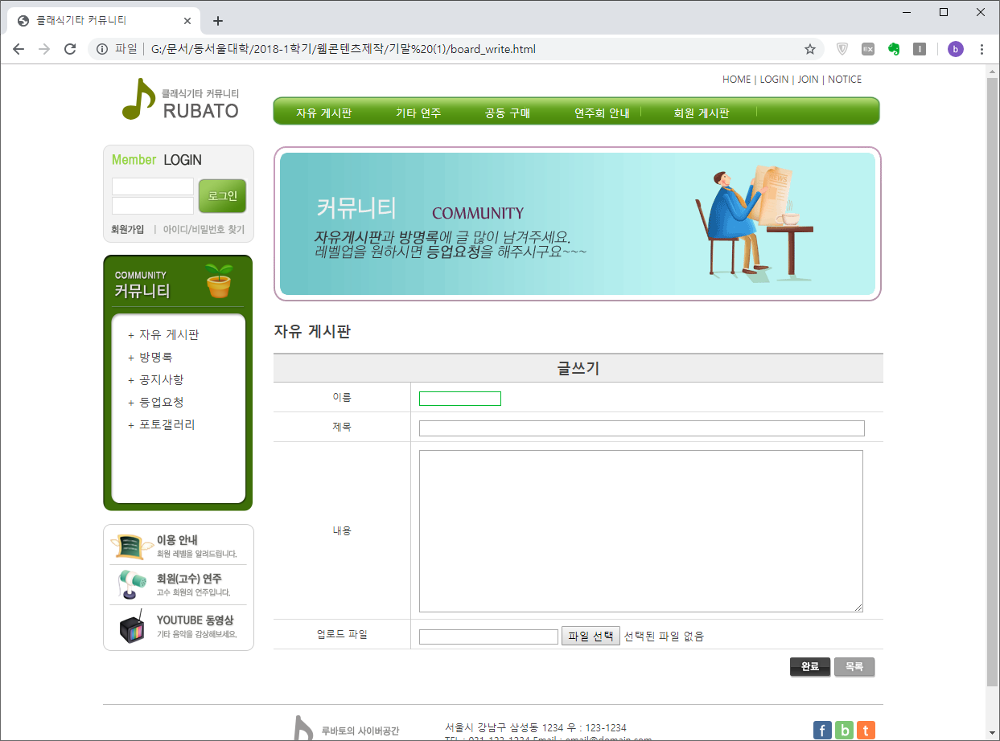 클래식기타 커뮤니티
파일 | G:/문서/동서울대학/2018-1학기/웹콘텐츠제작/기말%20(1)/board_write.html
HOME | LOGIN | JOIN | NOTICE
클래식기타 커뮤니티
RUBATO
자유 게시판 기타 연주 공동 구매 연주회 안내 회원 게시판
Member LOGIN
로그인
회원가입 | 아이디/비밀번호 찾기
커뮤니티 COMMUNITY
자유게시판과 방명록에 글 많이 남겨주세요.
레벨업을 원하시면 등업요청을 해주시구요~~~
NEWS
COMMUNITY
커뮤니티
+ 자유 게시판
+ 방명록
+ 공지사항
+ 등업요청
+ 포토갤러리
이용 안내
회원 레벨을 알려드립니다.
회원(고수) 연주
고수 회원의 연주입니다.
YOUTUBE 동영상
기타 음악을 감상해보세요.
자유 게시판
글쓰기
이름
제목
내용
업로드 파일 파일 선택 선택된 파일 없음
완료 목록
루바토의 사이버공간
서울시 강남구 삼성동 1234 우 : 123-1234
TEL : 031-123-1234 Email : email@domain.com
f b t